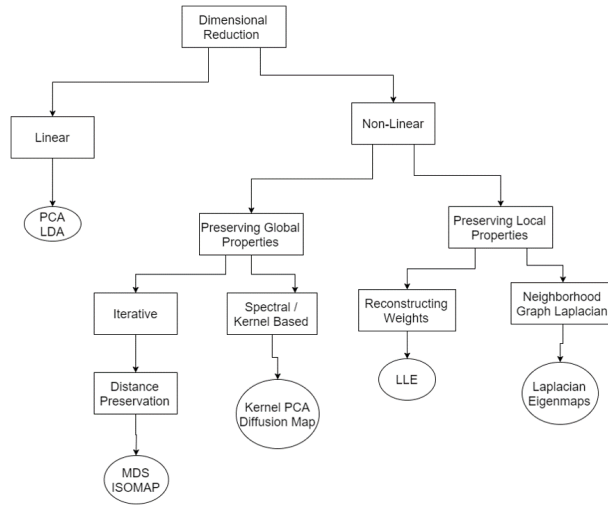 Dimensional
Reduction
Linear
Non-Linear
PCA
LDA
Preserving Global
Properties
Preserving Local
Properties
Iterative
Spectral /
Kernel Based
Reconstructing
Weights
Neighborhood
Graph Laplacian
Distance
Preservation
Kernel PCA
Diffusion Map
LLE
Laplacian
Eigenmaps
MDS
ISOMAP